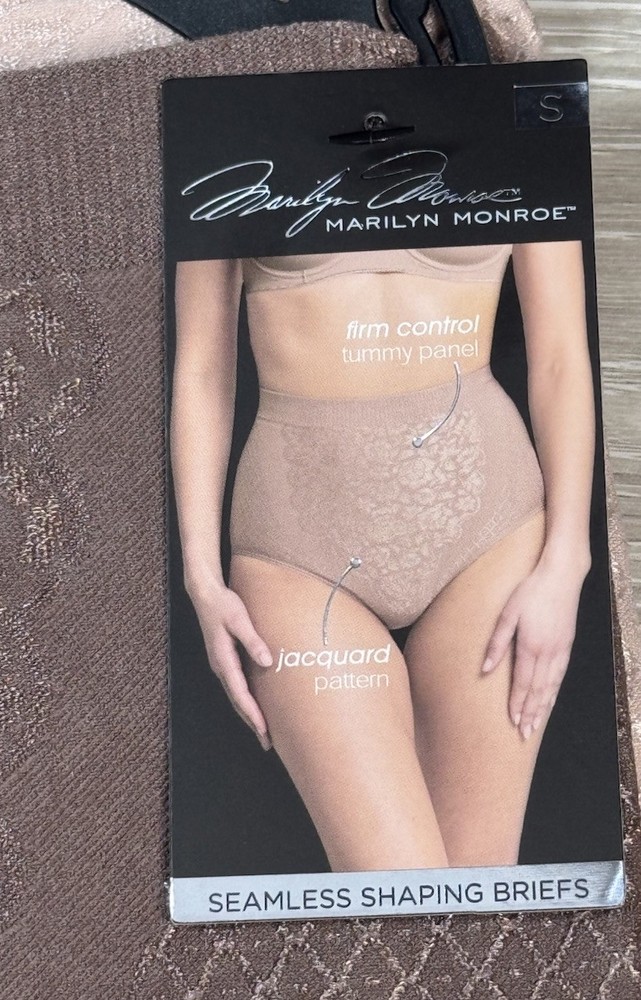 S
Marilyn Monroe™
MARILYN MONROE™
firm control
tummy panel
jacquard
pattern
SEAMLESS SHAPING BRIEFS